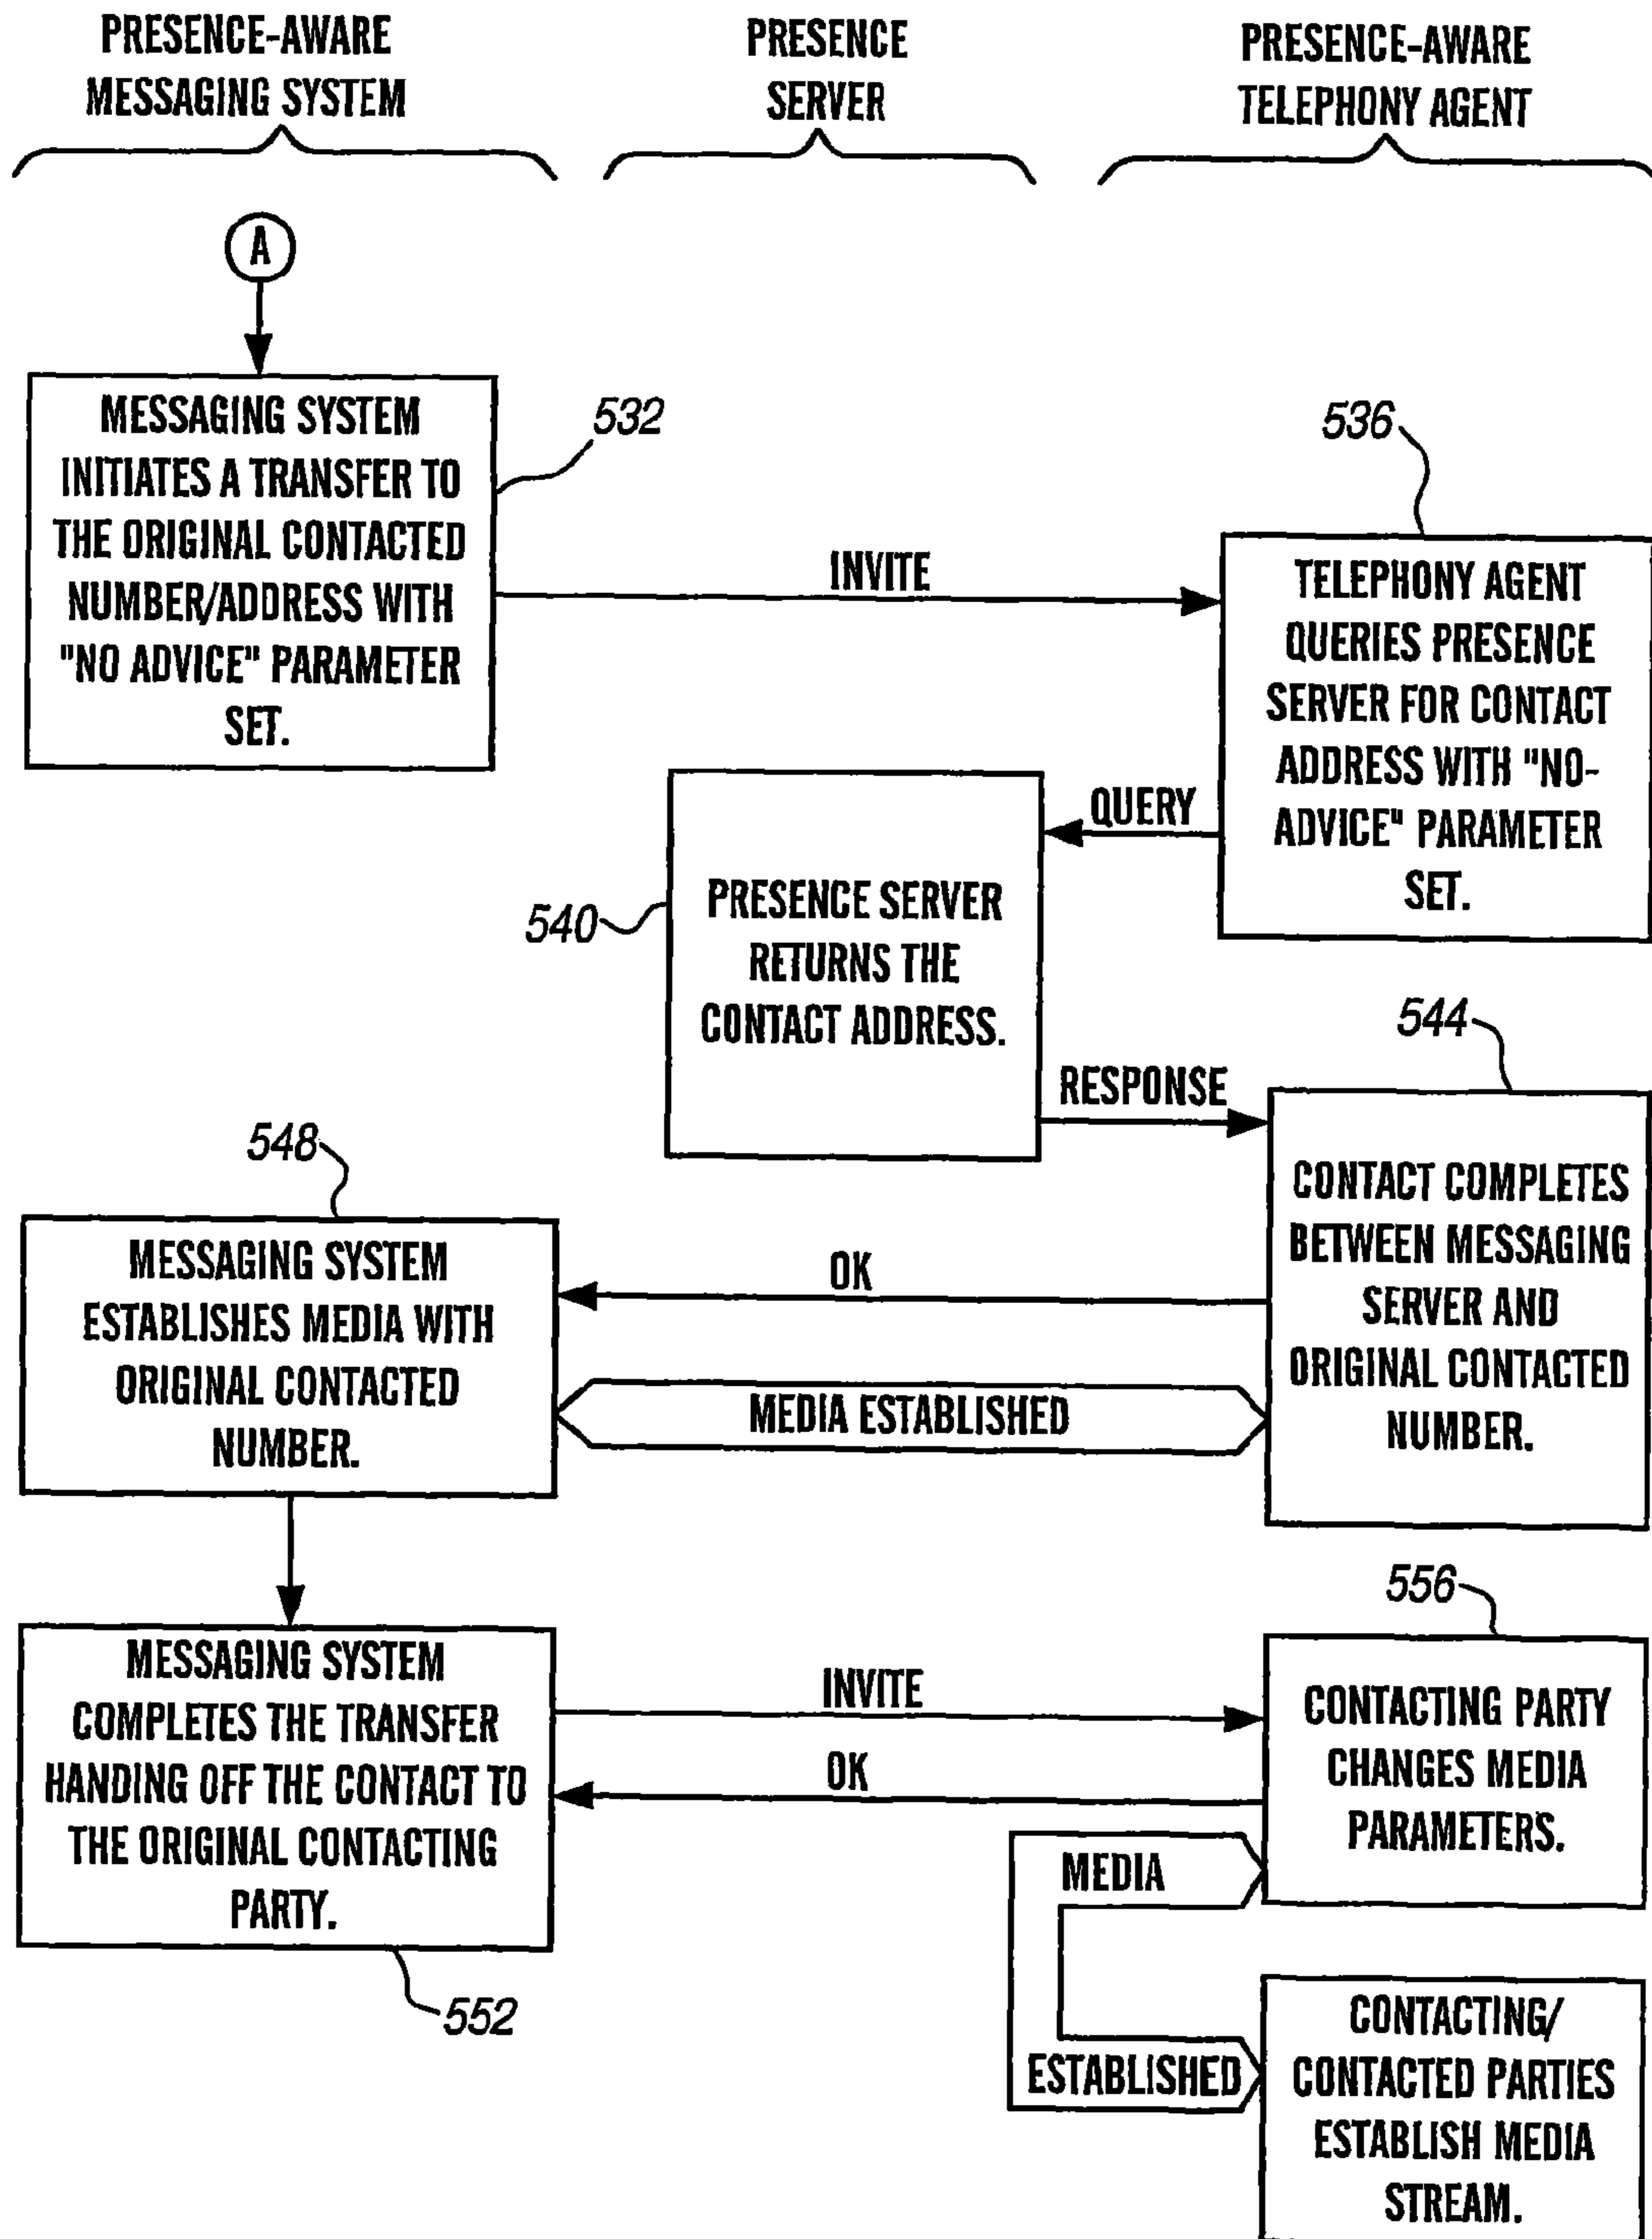 PRESENCE-AWARE
MESSAGING SYSTEM
PRESENCE
SERVER
PRESENCE-AWARE
TELEPHONY AGENT
A
MESSAGING SYSTEM
INITIATES A TRANSFER TO
THE ORIGINAL CONTACTED
NUMBER/ADDRESS WITH
"NO ADVICE" PARAMETER
SET.
532
INVITE
536
TELEPHONY AGENT
QUERIES PRESENCE
SERVER FOR CONTACT
ADDRESS WITH "NO-
ADVICE" PARAMETER
SET.
QUERY
540
PRESENCE SERVER
RETURNS THE
CONTACT ADDRESS.
RESPONSE
544
CONTACT COMPLETES
BETWEEN MESSAGING
SERVER AND
ORIGINAL CONTACTED
NUMBER.
548
MESSAGING SYSTEM
ESTABLISHES MEDIA WITH
ORIGINAL CONTACTED
NUMBER.
OK
MEDIA ESTABLISHED
MESSAGING SYSTEM
COMPLETES THE TRANSFER
HANDING OFF THE CONTACT TO
THE ORIGINAL CONTACTING
PARTY.
552
INVITE
OK
556
CONTACTING PARTY
CHANGES MEDIA
PARAMETERS.
MEDIA
ESTABLISHED
CONTACTING/
CONTACTED PARTIES
ESTABLISH MEDIA
STREAM.